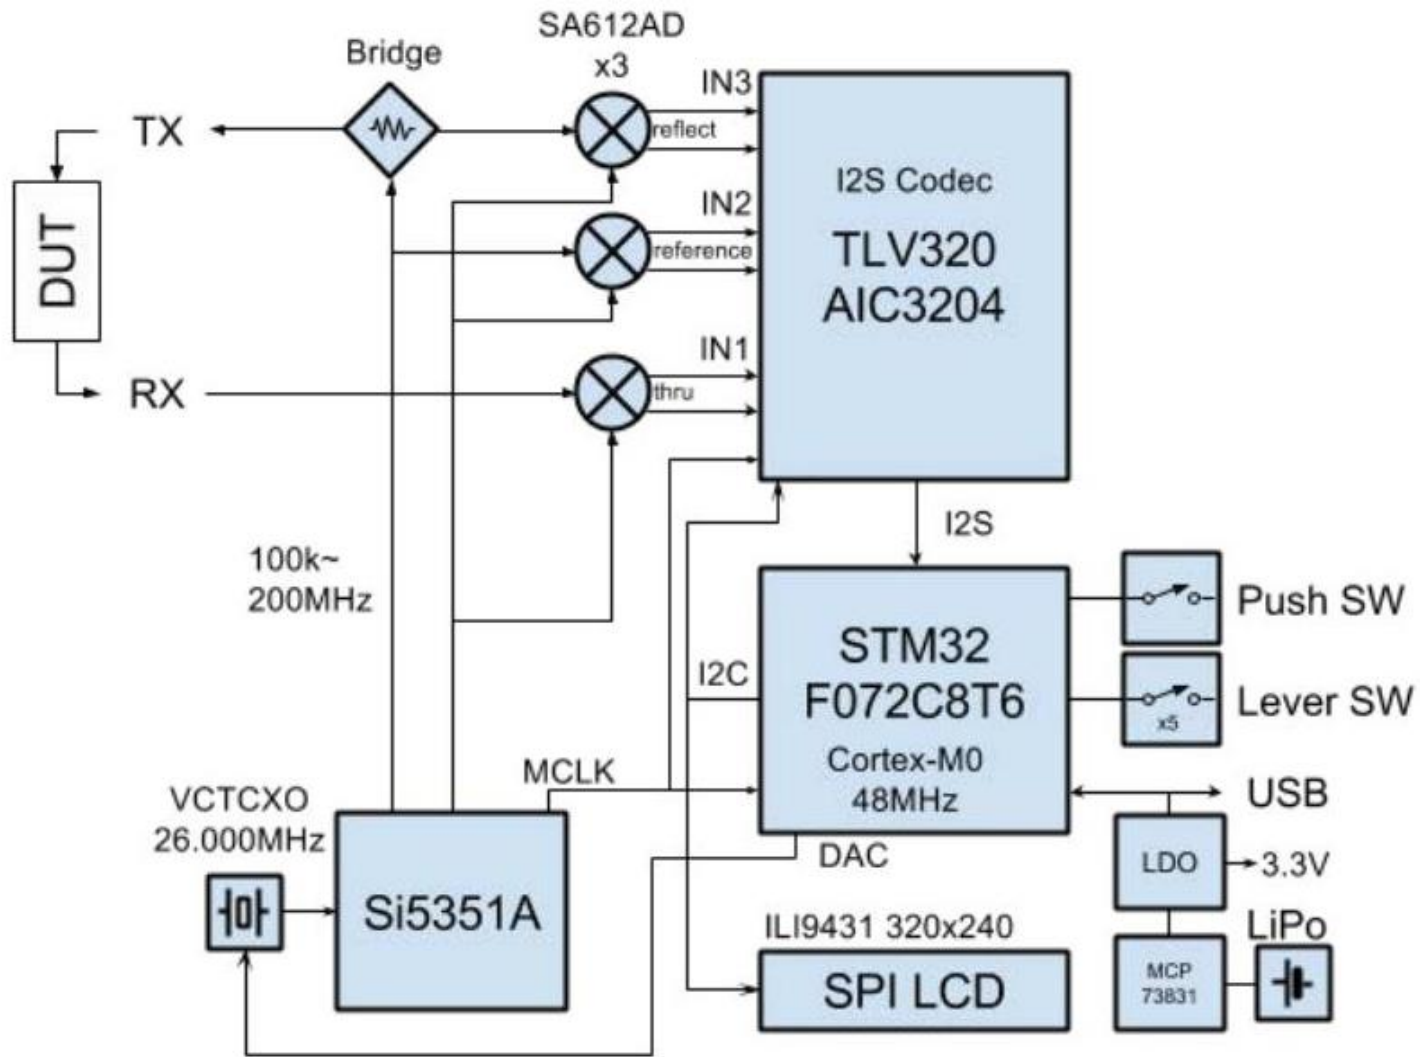 SA612AD
x3
Bridge
IN3
TX
reflect
I2S Codec
IN2
TLV320
AIC3204
reference
DUT
IN1
RX
thru
I2S
100k~
200MHz
Push SW
STM32
F072C8T6
I2C
Lever SW
x5
Cortex-M0
48MHz
MCLK
USB
VCTCXO
26.000MHz
DAC
LDO
3.3V
Si5351A
ILI9431 320x240
LiPo
SPI LCD
MCP
73831